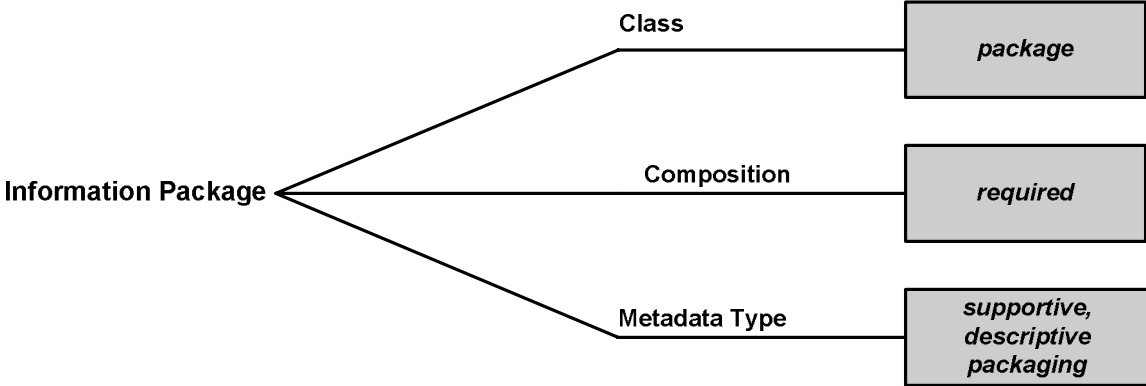 Class
package
Information Package
Composition
required
Metadata Type
supportive,
descriptive
packaging